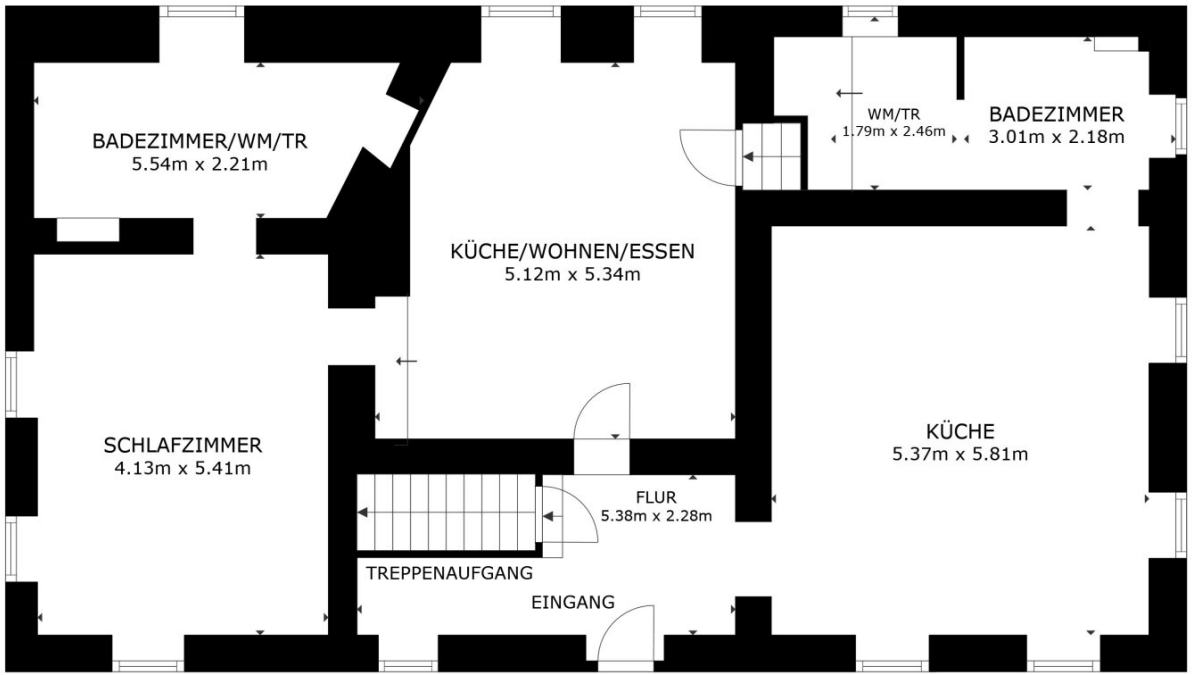 BADEZIMMER/WM/TR
5.54m x 2.21m
WM/TR
1.79m x 2.46m
BADEZIMMER
3.01m x 2.18m
KÜCHE/WOHNEN/ESSEN
5.12m x 5.34m
SCHLAFZIMMER
4.13m x 5.41m
KÜCHE
5.37m x 5.81m
FLUR
5.38m x 2.28m
TREPPENAUFGANG
EINGANG